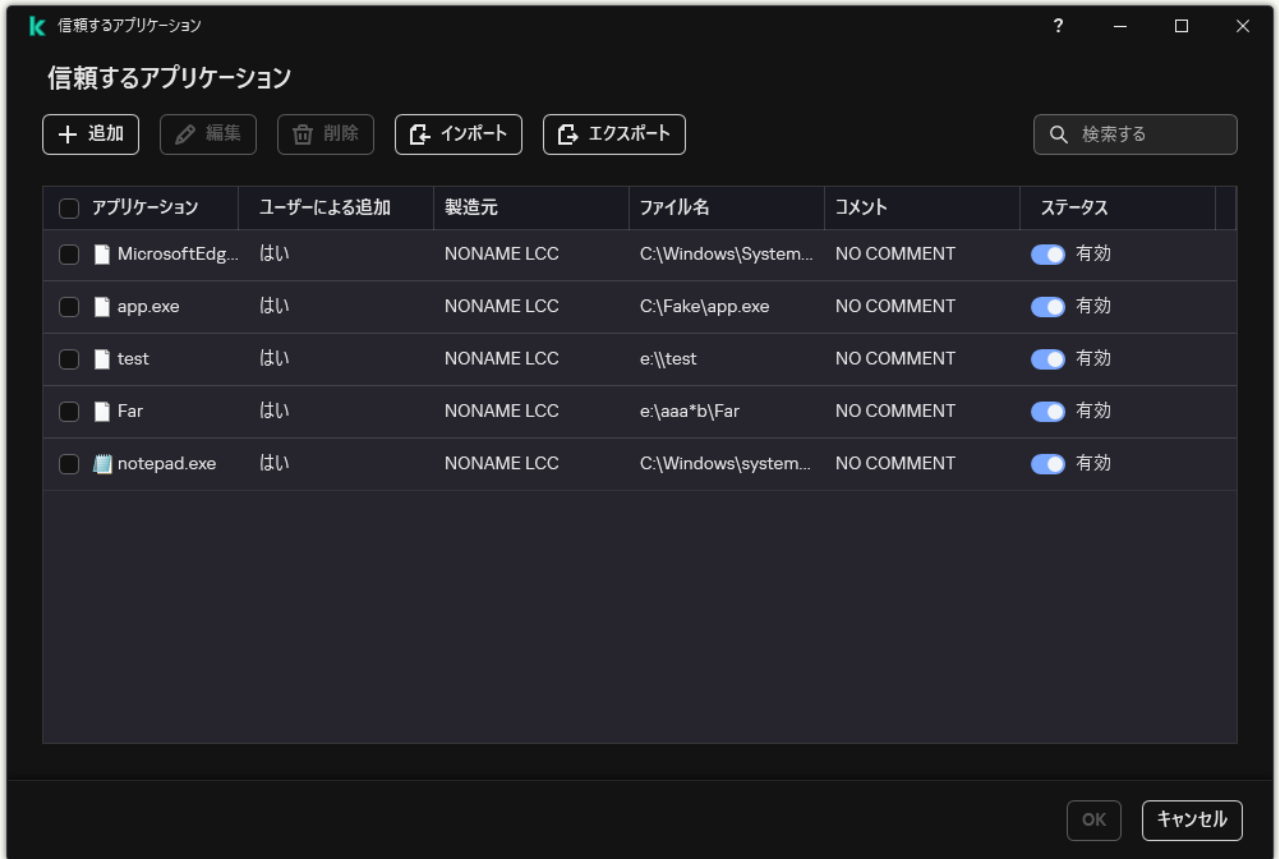 信頼するアプリケーション
?
信頼するアプリケーション
追加 編集 削除 インポート エクスポート 検索する
アプリケーション ユーザーによる追加 製造元 ファイル名 コメント ステータス
MicrosoftEdg... はい NONAME LCC C:\Windows\System... NO COMMENT 有効
app.exe はい NONAME LCC C:\Fake\app.exe NO COMMENT 有効
test はい NONAME LCC e:\\test NO COMMENT 有効
Far はい NONAME LCC e:\aaa*b\Far NO COMMENT 有効
notepad.exe はい NONAME LCC C:\Windows\system... NO COMMENT 有効
OK キャンセル